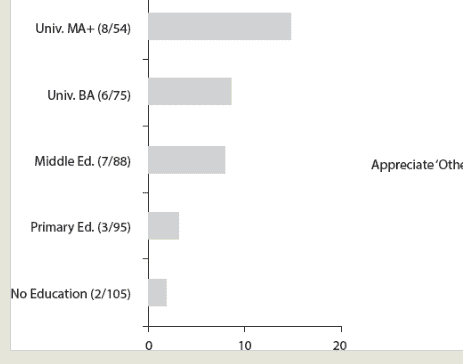 Univ. MA+ (8/54)
Univ. BA (6/75)
Middle Ed. (7/88)
Appreciate ‘Othe
Primary Ed. (3/95)
No Education (2/105)
0 10 20